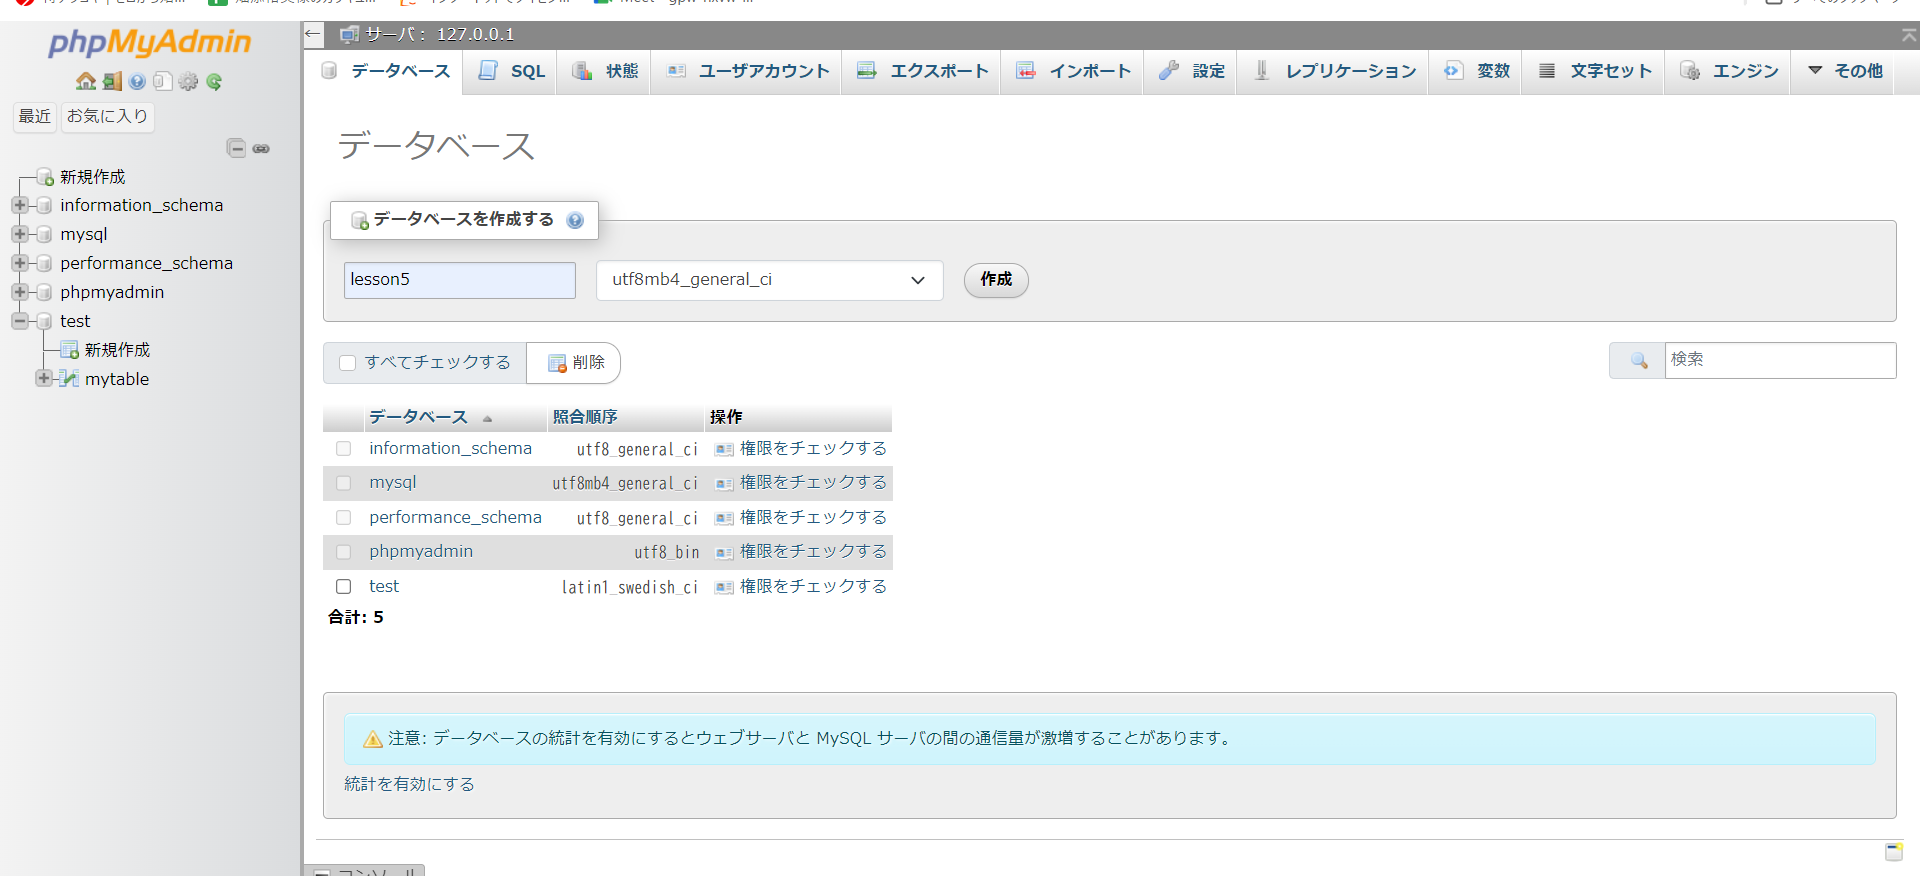 phpMyAdmin
最近 お気に入り
新規作成
information_schema
mysql
performance_schema
phpmyadmin
test
新規作成
mytable
サーバ: 127.0.0.1
データベース SQL 状態 ユーザアカウント エクスポート インポート 設定 レプリケーション 変数 文字セット エンジン その他
データベース
データベースを作成する
lesson5 utf8mb4_general_ci 作成
すべてチェックする 削除 検索
データベース 照合順序 操作
information_schema utf8_general_ci 権限をチェックする
mysql utf8mb4_general_ci 権限をチェックする
performance_schema utf8_general_ci 権限をチェックする
phpmyadmin utf8_bin 権限をチェックする
test latin1_swedish_ci 権限をチェックする
合計: 5
注意: データベースの統計を有効にするとウェブサーバと MySQL サーバの間の通信量が激増することがあります。
統計を有効にする
コンソール